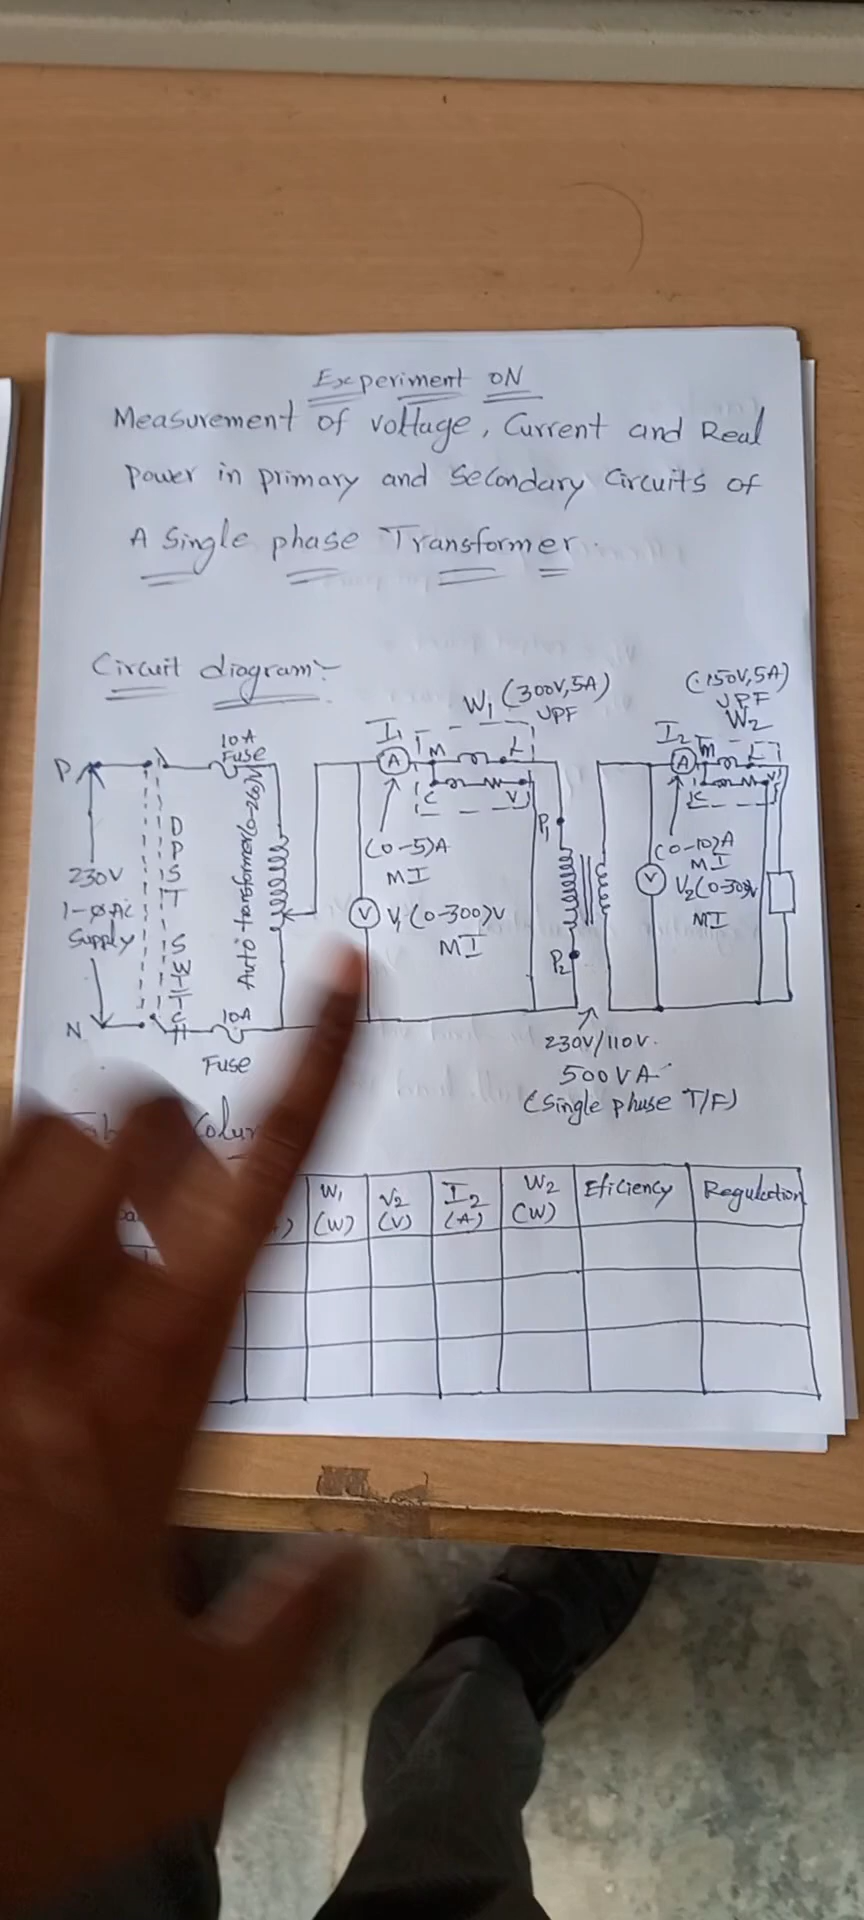 Experiment ON
Measurement of voltage, Current and Real
Power in primary and Secondary Circuits of
A Single phase Transformer.
Circuit diagram:-
W₁ (300V,5A)
UPF
(150V,5A)
UPF
W₂
10A
Fuse
I₁
M
L
C
V
I₂
M
L
C
V
P
230V
1-ϕ AC
Supply
N
DPST SWITCH
Auto transformer
10A
Fuse
A
(0-5)A
MI
V
V₁ (0-300)V
MI
P₁
P₂
A
(0-10)A
MI
V
V₂ (0-300)V
MI
230V/110V
500VA
(Single phase T/F)
W₁
(W)
V₂
(V)
I₂
(A)
W₂
(W)
Eficiency
Regulation